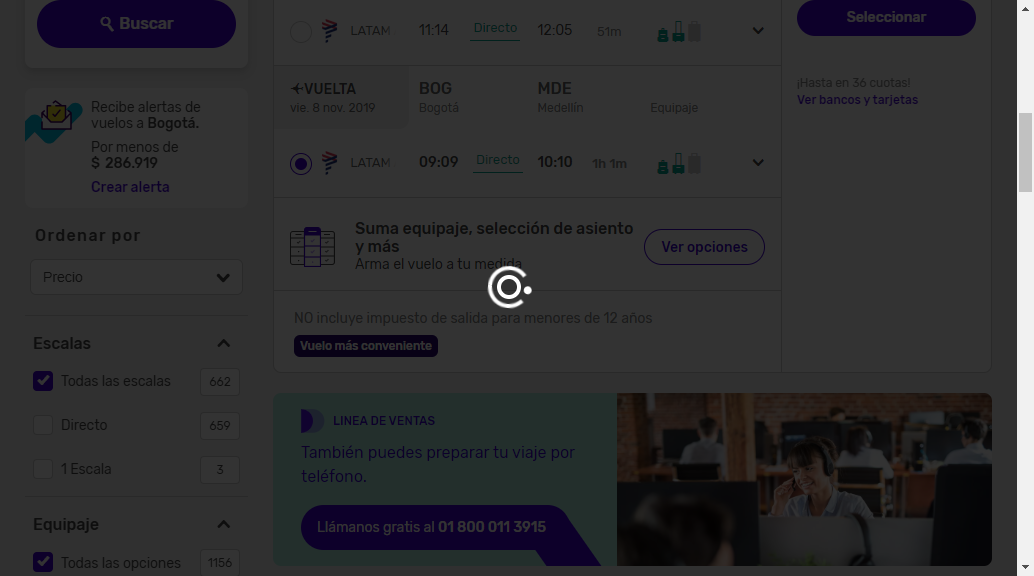 Buscar
Recibe alertas de
vuelos a Bogotá.
Por menos de
$ 286.919
Crear alerta
Ordenar por
Precio
Escalas
Todas las escalas 662
Directo 659
1 Escala 3
Equipaje
Todas las opciones 1156
LATAM 11:14 Directo 12:05 51m
VUELTA BOG MDE
vie. 8 nov. 2019 Bogotá Medellín Equipaje
LATAM 09:09 Directo 10:10 1h 1m
Suma equipaje, selección de asiento
y más
Arma el vuelo a tu medida
Ver opciones
NO incluye impuesto de salida para menores de 12 años
Vuelo más conveniente
Seleccionar
¡Hasta en 36 cuotas!
Ver bancos y tarjetas
LINEA DE VENTAS
También puedes preparar tu viaje por
teléfono.
Llámanos gratis al 01 800 011 3915